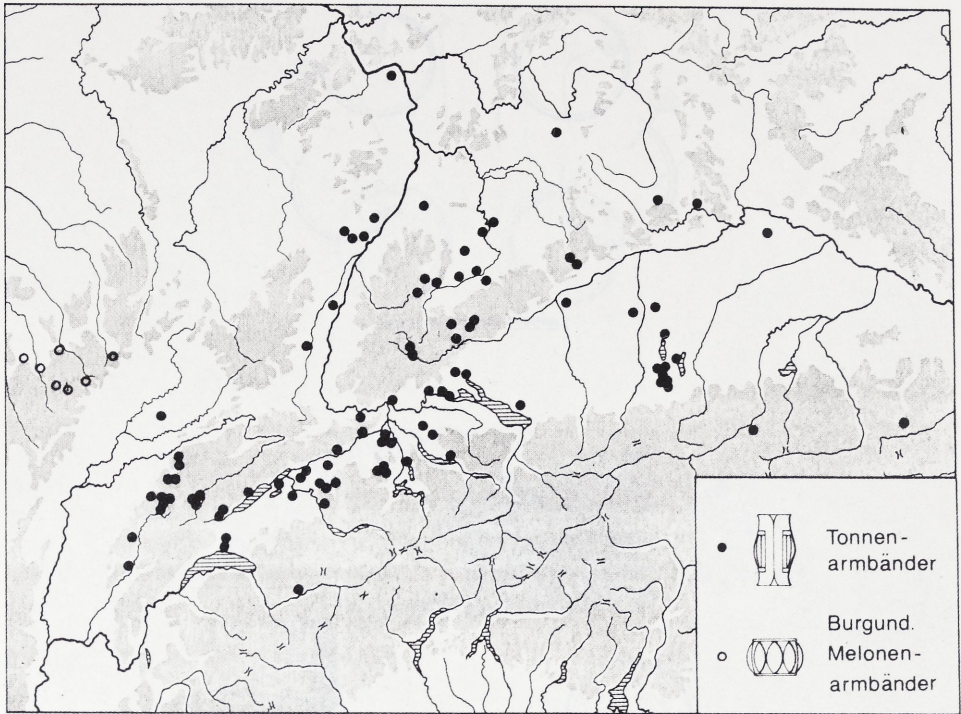 Tonnen-
armbänder
Burgund.
Melonen-
armbänder